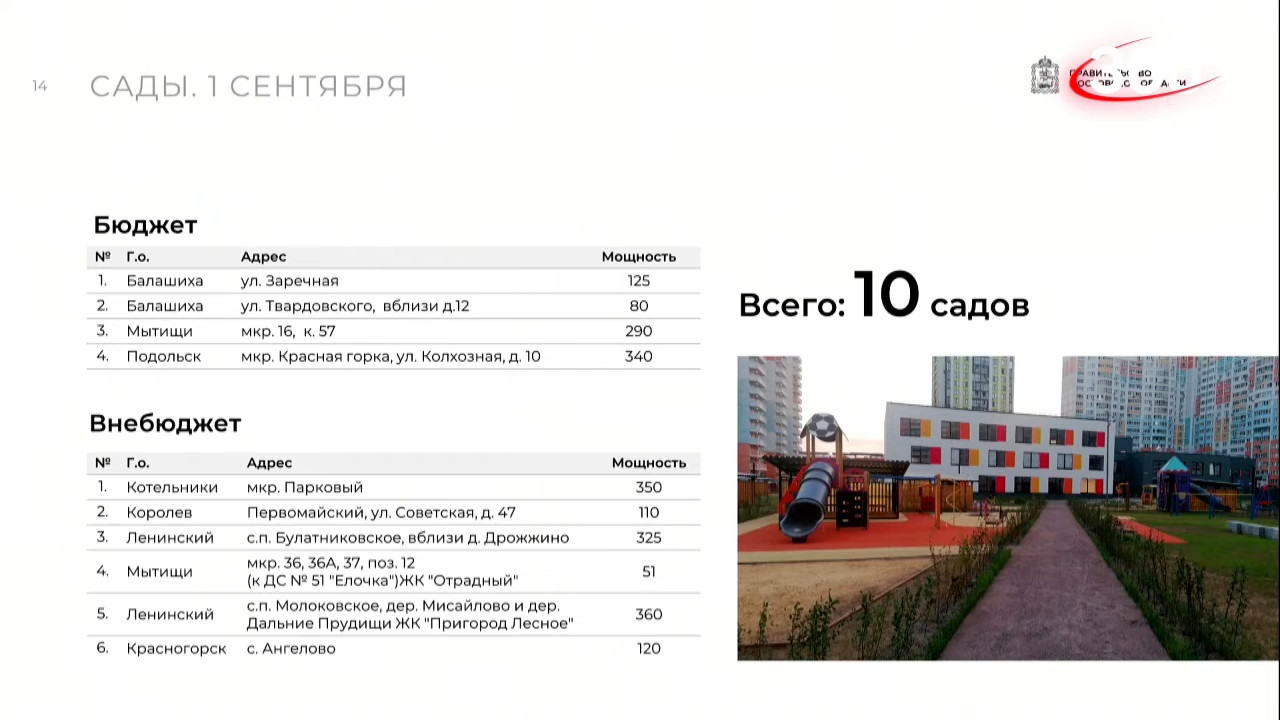 14
САДЫ. 1 СЕНТЯБРЯ
Бюджет
№ Г.о. Адрес Мощность
1. Балашиха ул. Заречная 125
2. Балашиха ул. Твардовского, вблизи д.12 80
3. Мытищи мкр. 16, к. 57 290
4. Подольск мкр. Красная горка, ул. Колхозная, д. 10 340
Всего: 10 садов
Внебюджет
№ Г.о. Адрес Мощность
1. Котельники мкр. Парковый 350
2. Королев Первомайский, ул. Советская, д. 47 110
3. Ленинский с.п. Булатниковское, вблизи д. Дрожжино 325
4. Мытищи мкр. 36, 36А, 37, поз. 12
(к ДС № 51 "Елочка")ЖК "Отрадный" 51
5. Ленинский с.п. Молоковское, дер. Мисайлово и дер.
Дальние Прудищи ЖК "Пригород Лесное" 360
6. Красногорск с. Ангелово 120